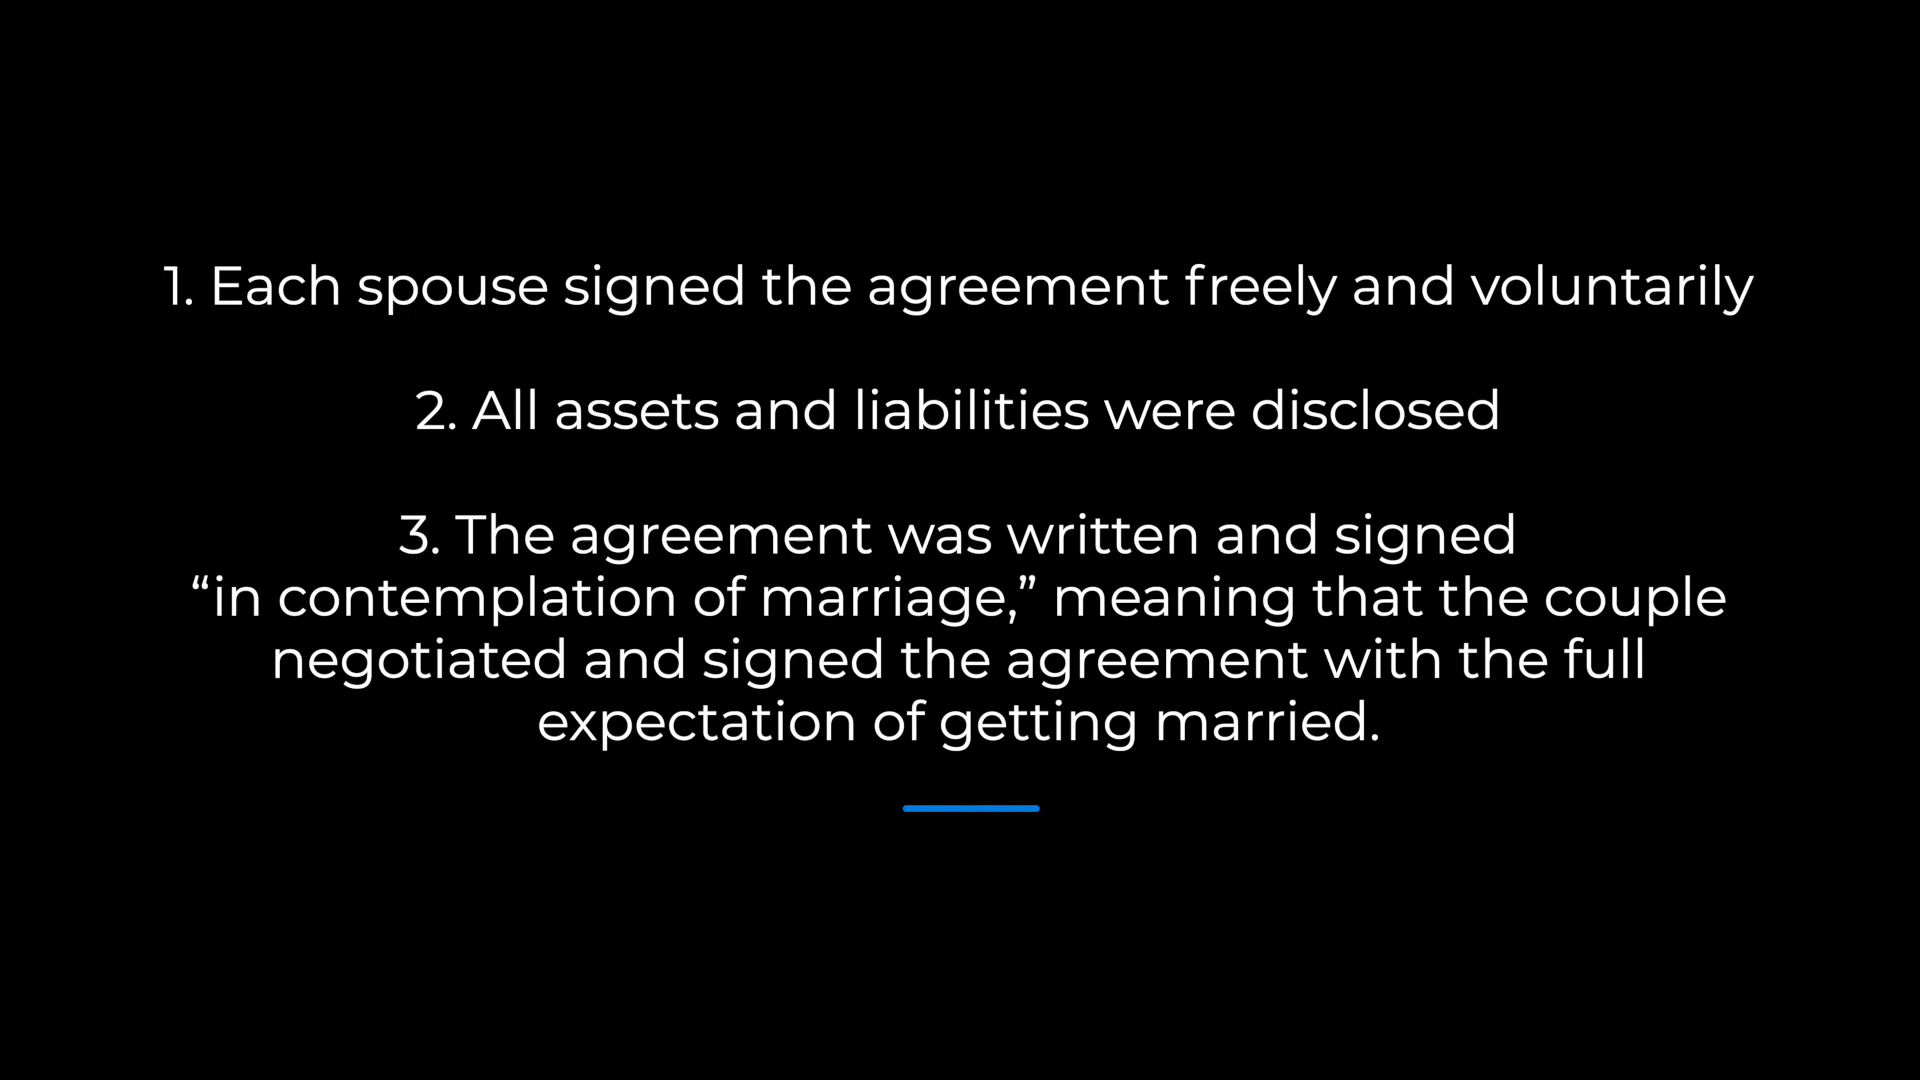 1. Each spouse signed the agreement freely and voluntarily
2. All assets and liabilities were disclosed
3. The agreement was written and signed
“in contemplation of marriage,” meaning that the couple
negotiated and signed the agreement with the full
expectation of getting married.